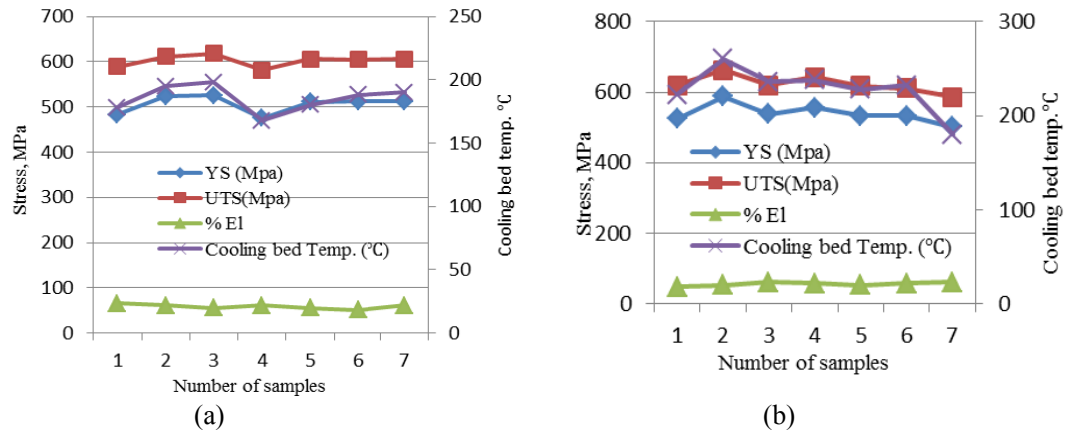 700
600
500
400
300
200
100
0
Stress, MPa
250
200
150
100
50
0
Cooling bed temp. °C
YS (Mpa)
UTS(Mpa)
% El
Cooling bed Temp. (℃)
1 2 3 4 5 6 7
Number of samples
(a)
800
600
400
200
0
Stress, MPa
300
200
100
0
Cooling bed temp.°C
YS (Mpa)
UTS(Mpa)
% El
Cooling bed Temp. (℃)
1 2 3 4 5 6 7
Number of samples
(b)